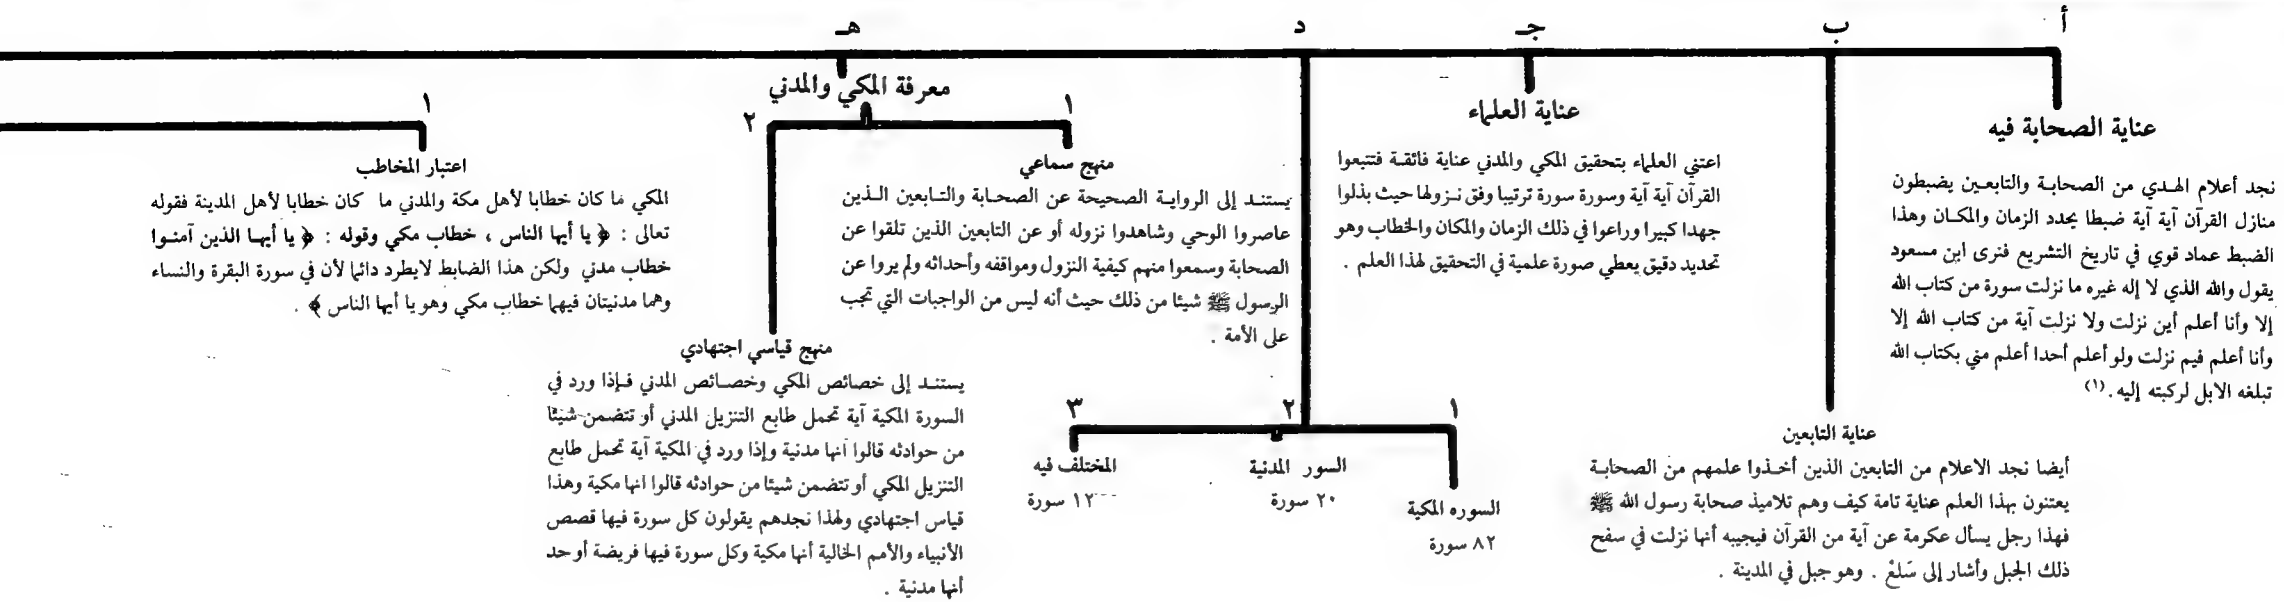 أ
عناية الصحابة فيه
نجد أعلام الهدي من الصحابة والتابعين يضبطون
منازل القرآن آية آية ضبطا يحدد الزمان والمكان وهذا
الضبط عماد قوي في تاريخ التشريع فنرى ابن مسعود
يقول والله الذي لا إله غيره ما نزلت سورة من كتاب الله
إلا وأنا أعلم أين نزلت ولا نزلت آية من كتاب الله إلا
وأنا أعلم فيم نزلت ولو أعلم أحدا أعلم مني بكتاب الله
تبلغه الابل لركبته إليه . (١)
ب
عناية التابعين
أيضا نجد الاعلام من التابعين الذين أخذوا علمهم من الصحابة
يعتنون بهذا العلم عناية تامة كيف وهم تلاميذ صحابة رسول الله ﷺ
فهذا رجل يسأل عكرمة عن آية من القرآن فيجيبه أنها نزلت في سفح
ذلك الجبل وأشار إلى سَلعْ . وهو جبل في المدينة .
جـ
عناية العلماء
اعتني العلماء بتحقيق المكي والمدني عناية فائقة فتتبعوا
القرآن آية آية وسورة سورة ترتيبا وفق نزولها حيث بذلوا
جهدا كبيرا وراعوا في ذلك الزمان والمكان والخطاب وهو
تحديد دقيق يعطي صورة علمية في التحقيق لهذا العلم .
د
١
السوره المكية
٨٢ سورة
٢
السور المدنية
٢٠ سورة
٣
المختلف فيه
١٢ سورة
هـ
معرفة المكي والمدني
١
منهج سماعي
يستند إلى الرواية الصحيحة عن الصحابة والتابعين الذين
عاصروا الوحي وشاهدوا نزوله أو عن التابعين الذين تلقوا عن
الصحابة وسمعوا منهم كيفية النزول ومواقفه وأحداثه ولم يروا عن
الرسول ﷺ شيئا من ذلك حيث أنه ليس من الواجبات التي تجب
على الأمة .
٢
منهج قياسي اجتهادي
يستند إلى خصائص المكي وخصائص المدني فإذا ورد في
السورة المكية آية تحمل طابع التنزيل المدني أو تتضمن شيئا
من حوادثه قالوا أنها مدنية وإذا ورد في المكية آية تحمل طابع
التنزيل المكي أو تتضمن شيئا من حوادثه قالوا انها مكية وهذا
قياس اجتهادي ولهذا نجدهم يقولون كل سورة فيها قصص
الأنبياء والأمم الخالية أنها مكية وكل سورة فيها فريضة أو حد
أنها مدنية .
١
اعتبار المخاطب
المكي ما كان خطابا لأهل مكة والمدني ما كان خطابا لأهل المدينة فقوله
تعالى : ﴿ يا أيها الناس ، خطاب مكي وقوله : ﴿ يا أيها الذين آمنوا
خطاب مدني ولكن هذا الضابط لايطرد دائما لأن في سورة البقرة والنساء
وهما مدنيتان فيهما خطاب مكي وهو يا أيها الناس ﴾ .